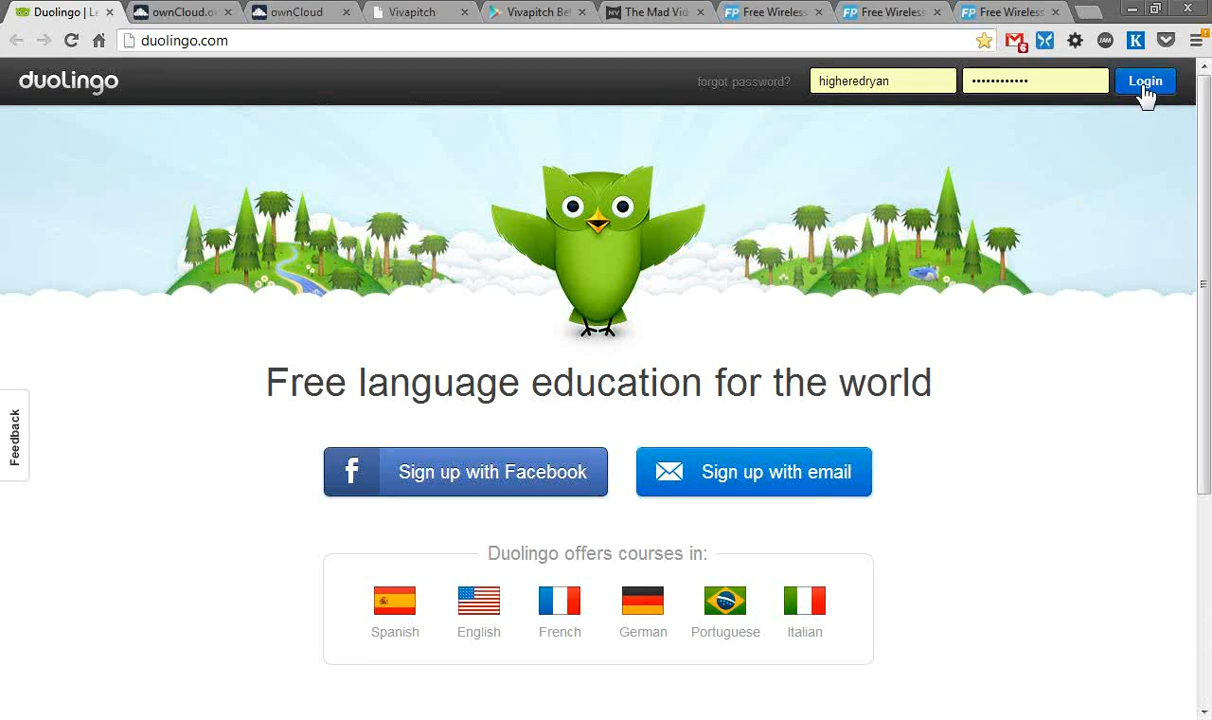 Duolingo | Le
ownCloud.o
ownCloud
Vivapitch
Vivapitch Be
The Mad Vid
Free Wireless
Free Wireless
Free Wireless
duolingo.com
6
JAM
K
duolingo
forgot password?
higheredryan
••••••••••••
Login
Free language education for the world
Feedback
f
Sign up with Facebook
Sign up with email
Duolingo offers courses in:
Spanish
English
French
German
Portuguese
Italian